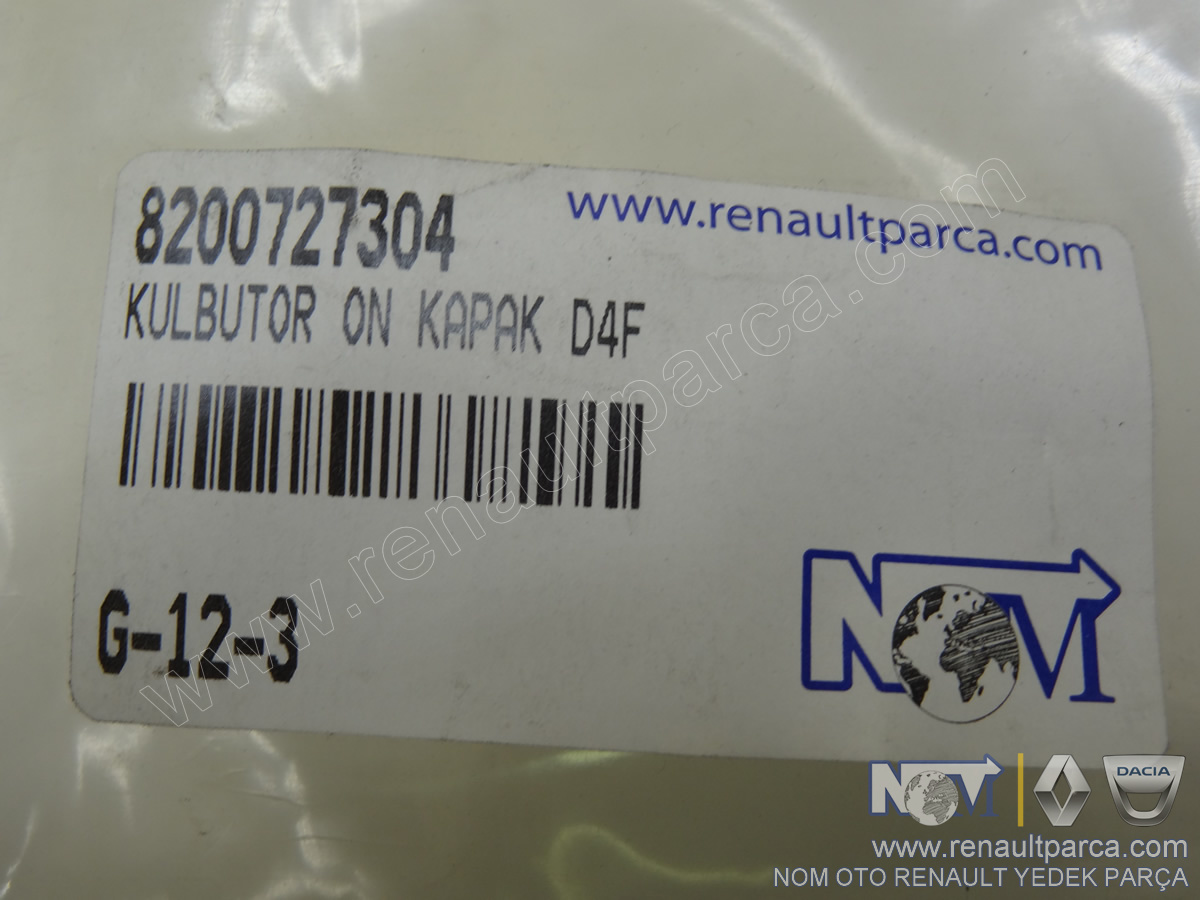 8200727304
www.renaultparca.com
KULBUTOR ON KAPAK D4F
www.renaultparca.com
G-12-3
NOM
NOM
DACIA
www.renaultparca.com
NOM OTO RENAULT YEDEK PARÇA